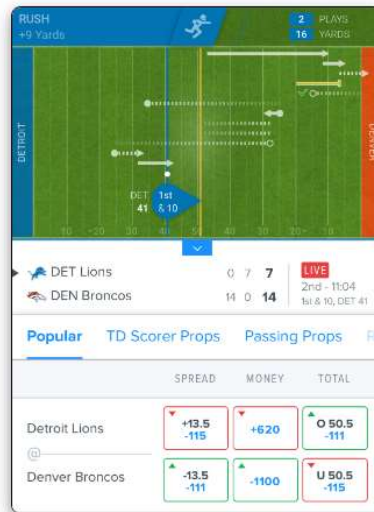 RUSH
+9 Yards
2 PLAYS
16 YARDS
DETROIT
DENVER
DET 1st
41 & 10
10 20 30 40 50 20 10
DET Lions 0 7 7
DEN Broncos 14 0 14
LIVE
2nd - 11:04
1st & 10, DET 41
Popular TD Scorer Props Passing Props R
SPREAD MONEY TOTAL
Detroit Lions
+13.5
-115
+620
O 50.5
-111
@
Denver Broncos
-13.5
-111
-1100
U 50.5
-115